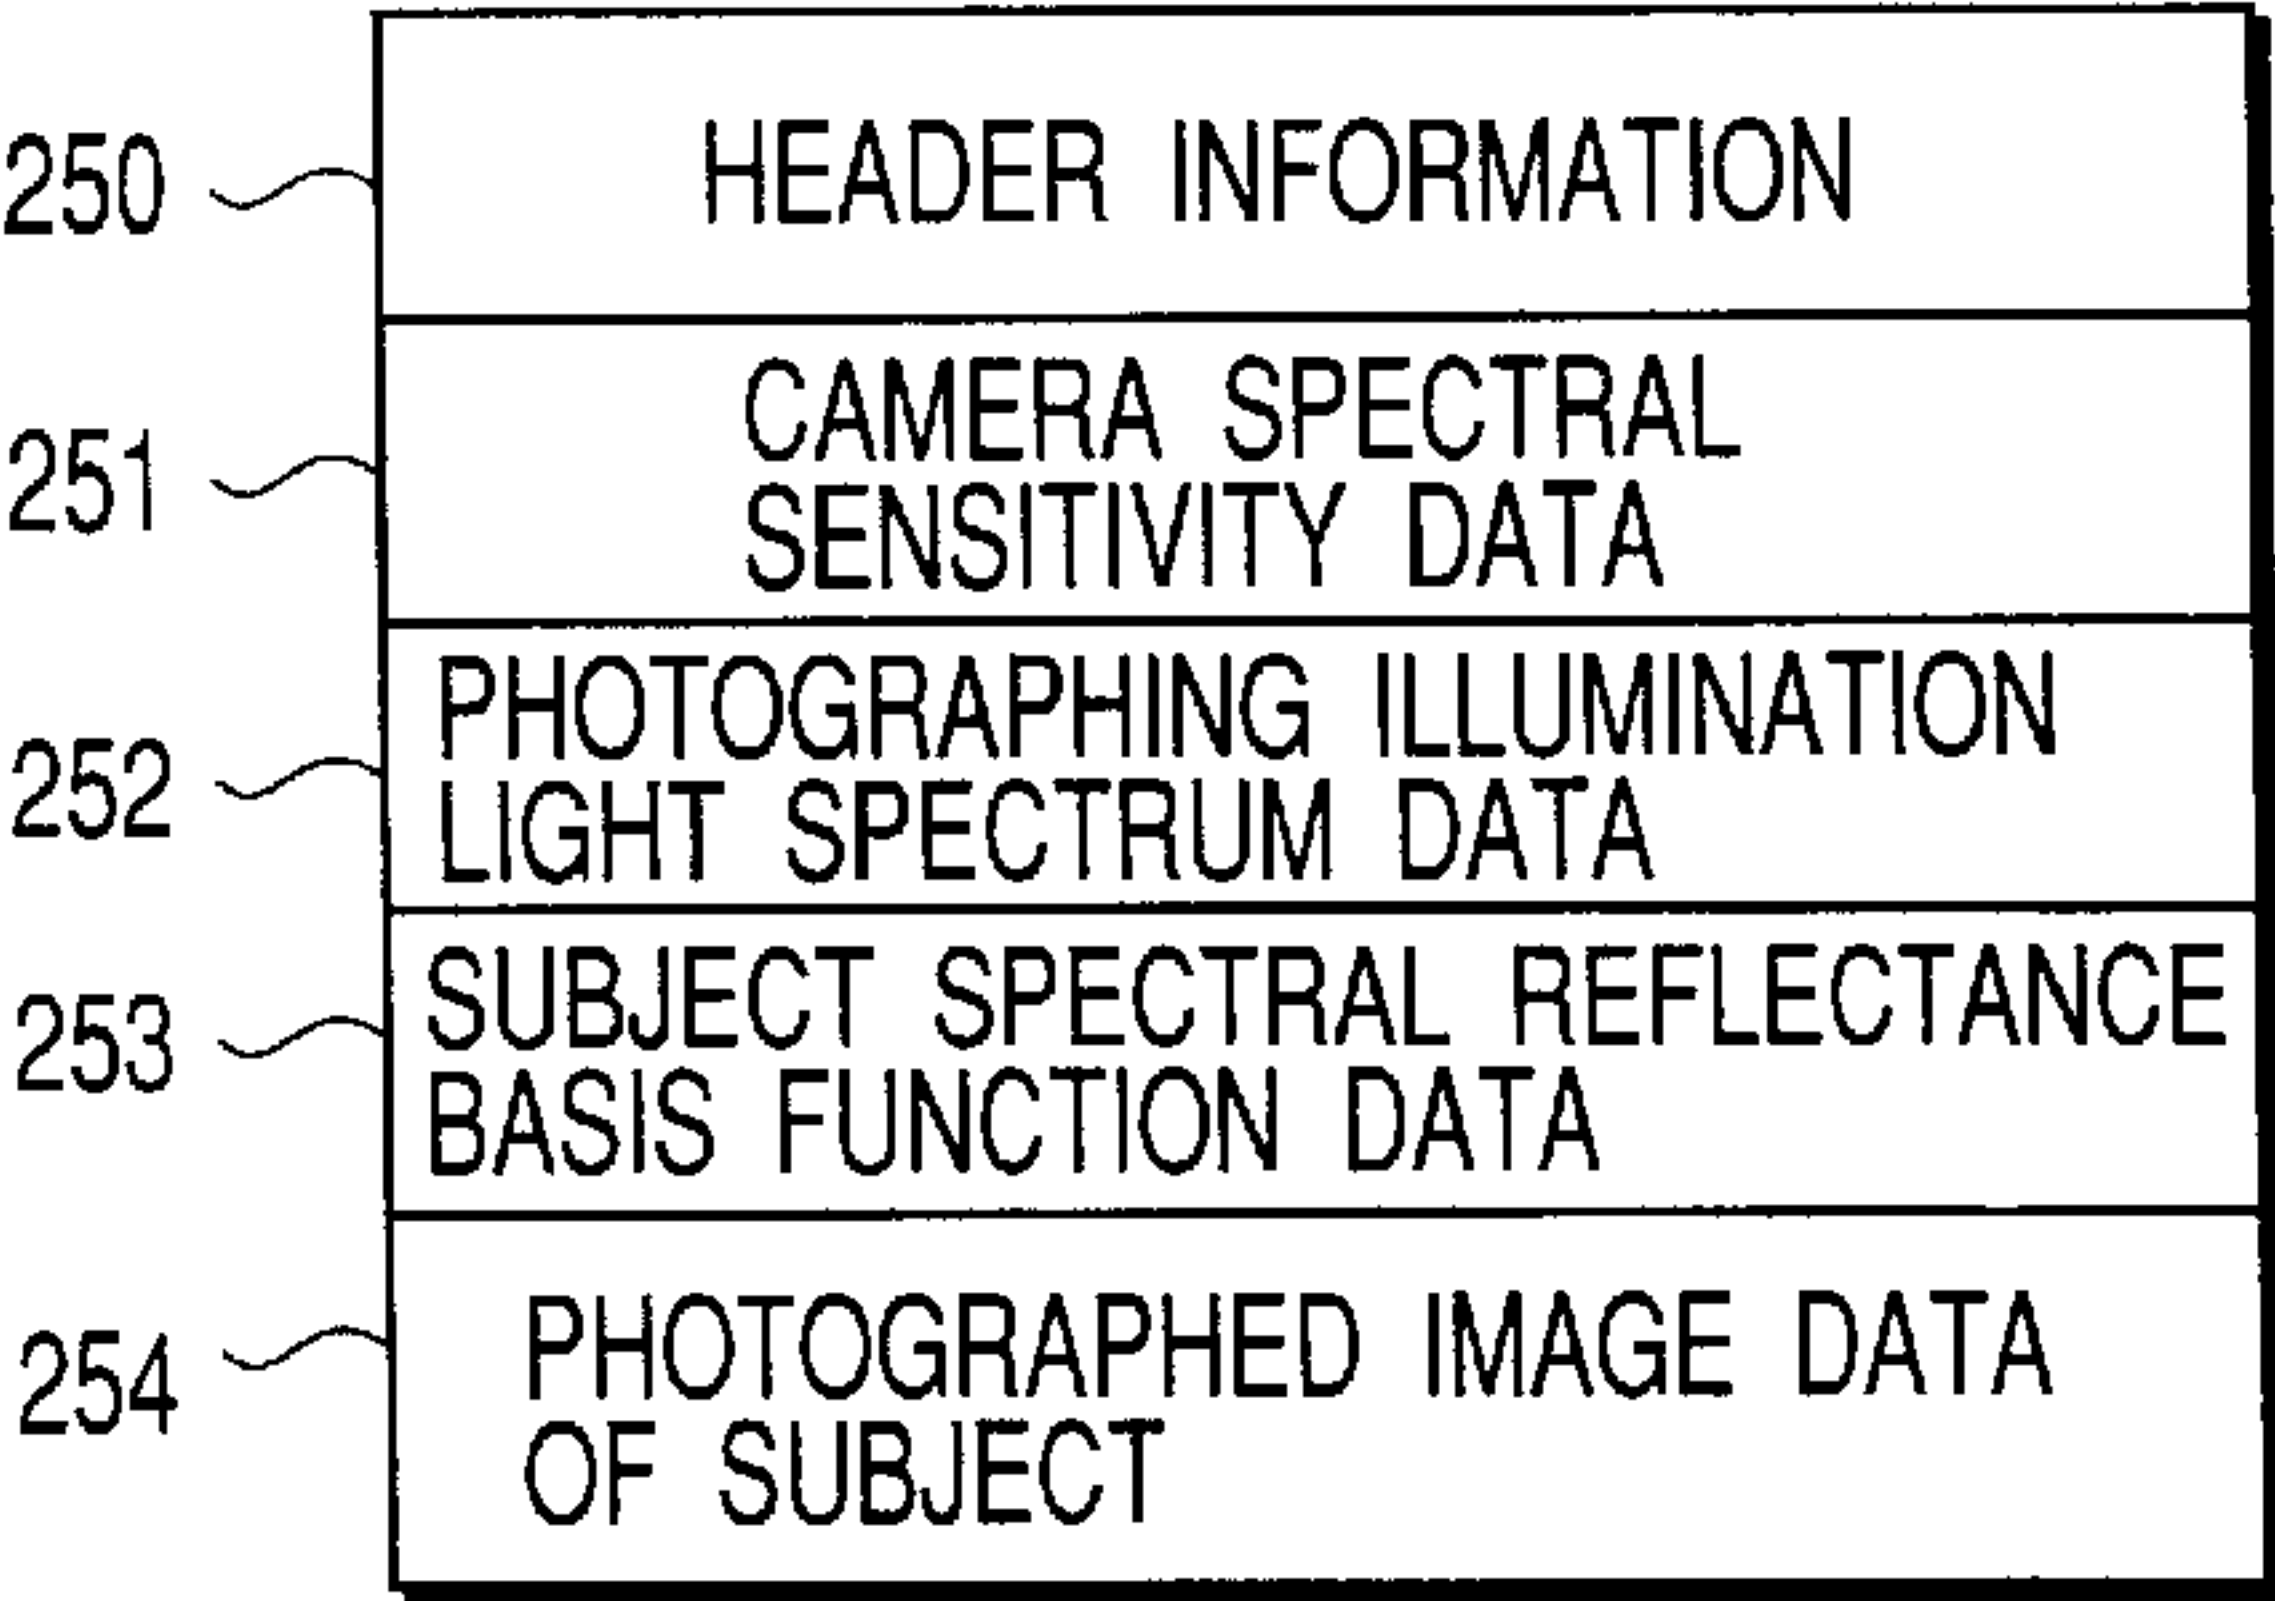 250 HEADER INFORMATION
251 CAMERA SPECTRAL
SENSITIVITY DATA
252 PHOTOGRAPHING ILLUMINATION
LIGHT SPECTRUM DATA
253 SUBJECT SPECTRAL REFLECTANCE
BASIS FUNCTION DATA
254 PHOTOGRAPHED IMAGE DATA
OF SUBJECT